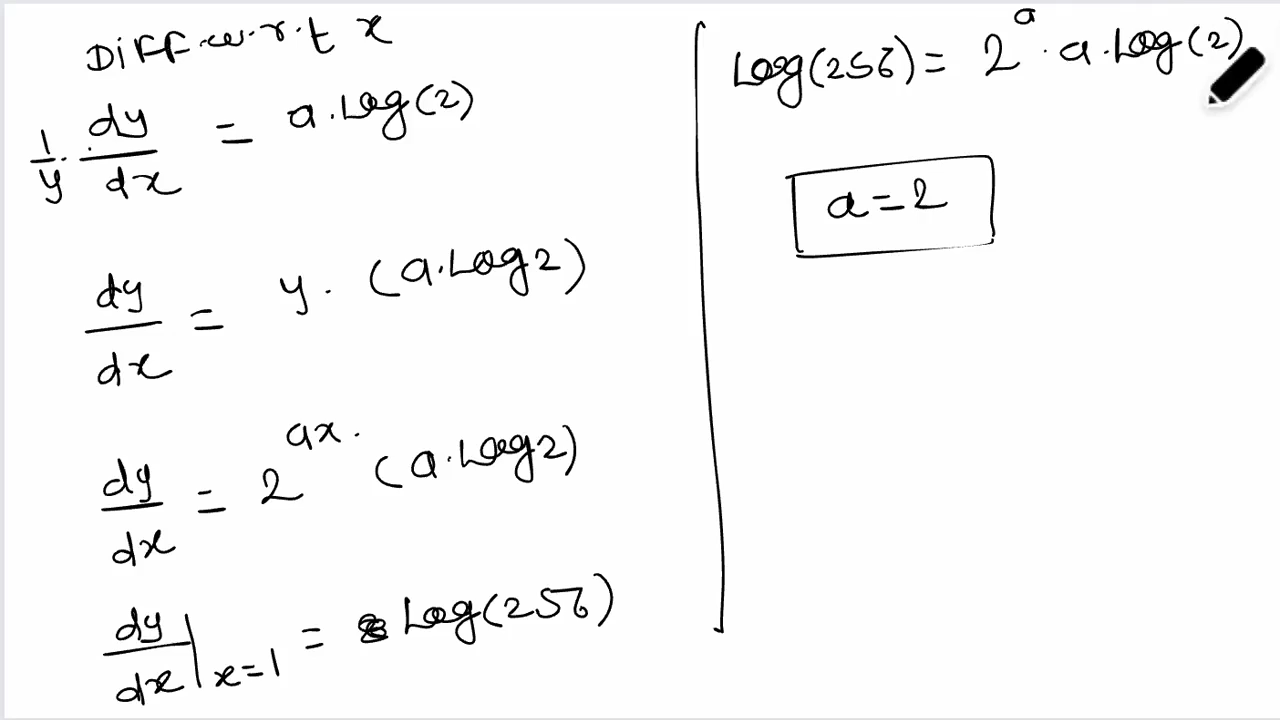 Diff.w.r.t x
1/y . dy/dx = a.Log(2)
dy/dx = y. (a.Log2)
dy/dx = 2^ax. (a.Log2)
dy/dx|x=1 = Log(256)
Log(256) = 2^a . a.Log(2)
a=2